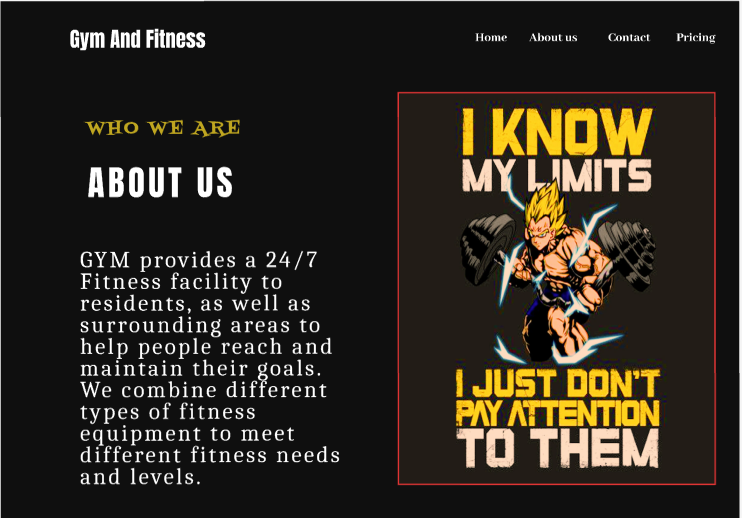 Gym And Fitness
Home About us Contact Pricing
WHO WE ARE
ABOUT US
GYM provides a 24/7
Fitness facility to
residents, as well as
surrounding areas to
help people reach and
maintain their goals.
We combine different
types of fitness
equipment to meet
different fitness needs
and levels.
I KNOW
MY LIMITS
I JUST DON'T
PAY ATTENTION
TO THEM